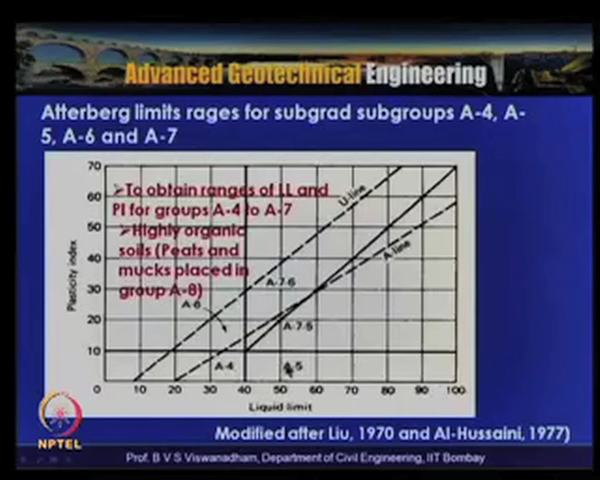 Advanced Geotechnical Engineering
Atterberg limits rages for subgrad subgroups A-4, A-
5, A-6 and A-7
70
60
50
40
30
20
10
0
Plasticity index
➢To obtain ranges of LL and
PI for groups A-4 to A-7
➢Highly organic
soils (Peats and
mucks placed in
group A-8)
U-line
A-line
A-7-6
A-6
A-7-5
A-4
A-5
0 10 20 30 40 50 60 70 80 90 100
Liquid limit
Modified after Liu, 1970 and Al-Hussaini, 1977)
NPTEL
Prof. B V S Viswanadham, Department of Civil Engineering, IIT Bombay